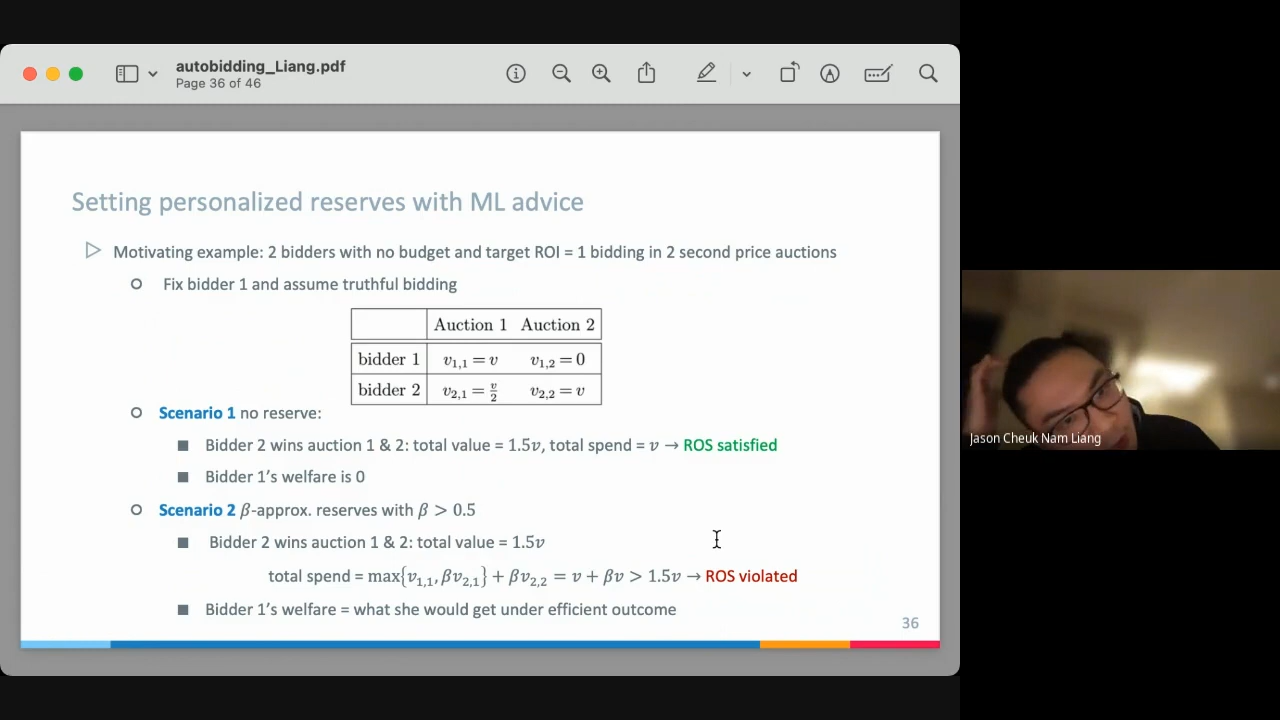 autobidding_Liang.pdf
Page 36 of 46
Setting personalized reserves with ML advice
Motivating example: 2 bidders with no budget and target ROI = 1 bidding in 2 second price auctions
Fix bidder 1 and assume truthful bidding
Auction 1 Auction 2
bidder 1 v₁,₁ = v v₁,₂ = 0
bidder 2 v₂,₁ = v/2 v₂,₂ = v
Scenario 1 no reserve:
Bidder 2 wins auction 1 & 2: total value = 1.5𝑣, total spend = 𝑣 → ROS satisfied
Bidder 1’s welfare is 0
Scenario 2 𝛽-approx. reserves with 𝛽 > 0.5
Bidder 2 wins auction 1 & 2: total value = 1.5𝑣
total spend = max{𝑣₁,₁, 𝛽𝑣₂,₁} + 𝛽𝑣₂,₂ = 𝑣 + 𝛽𝑣 > 1.5𝑣 → ROS violated
Bidder 1’s welfare = what she would get under efficient outcome
36
Jason Cheuk Nam Liang